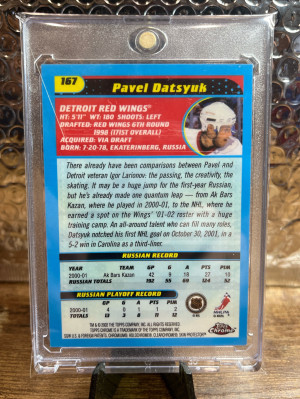 167
Pavel Datsyuk
DETROIT RED WINGS®
HT: 5'11" WT: 180 SHOOTS: LEFT
DRAFTED: RED WINGS 6TH ROUND
1998 (171ST OVERALL)
ACQUIRED: VIA DRAFT
BORN: 7-20-78, EKATERINBERG, RUSSIA
There already have been comparisons between Pavel and
Detroit veteran Igor Larionov: the passing, the creativity, the
skating. It may be a huge jump for the first-year Russian,
but he's already made one quantum leap — from Ak Bars
Kazan, where he played in 2000-01, to the NHL, where he
earned a spot on the Wings' '01-02 roster with a huge
training camp. An all-around talent who can fill many roles,
Datsyuk notched his first NHL goal on October 30, 2001, in a
5-2 win in Carolina as a third-liner.
RUSSIAN RECORD
YEAR TEAM GP G A PTS PIM
2000-01 Ak Bars Kazan 42 9 18 27 10
RUSSIAN TOTALS
RUSSIAN PLAYOFF RECORD
GP G A PTS PIM
2000-01 4 0 1 1 2
TOTALS
Topps
Chrome